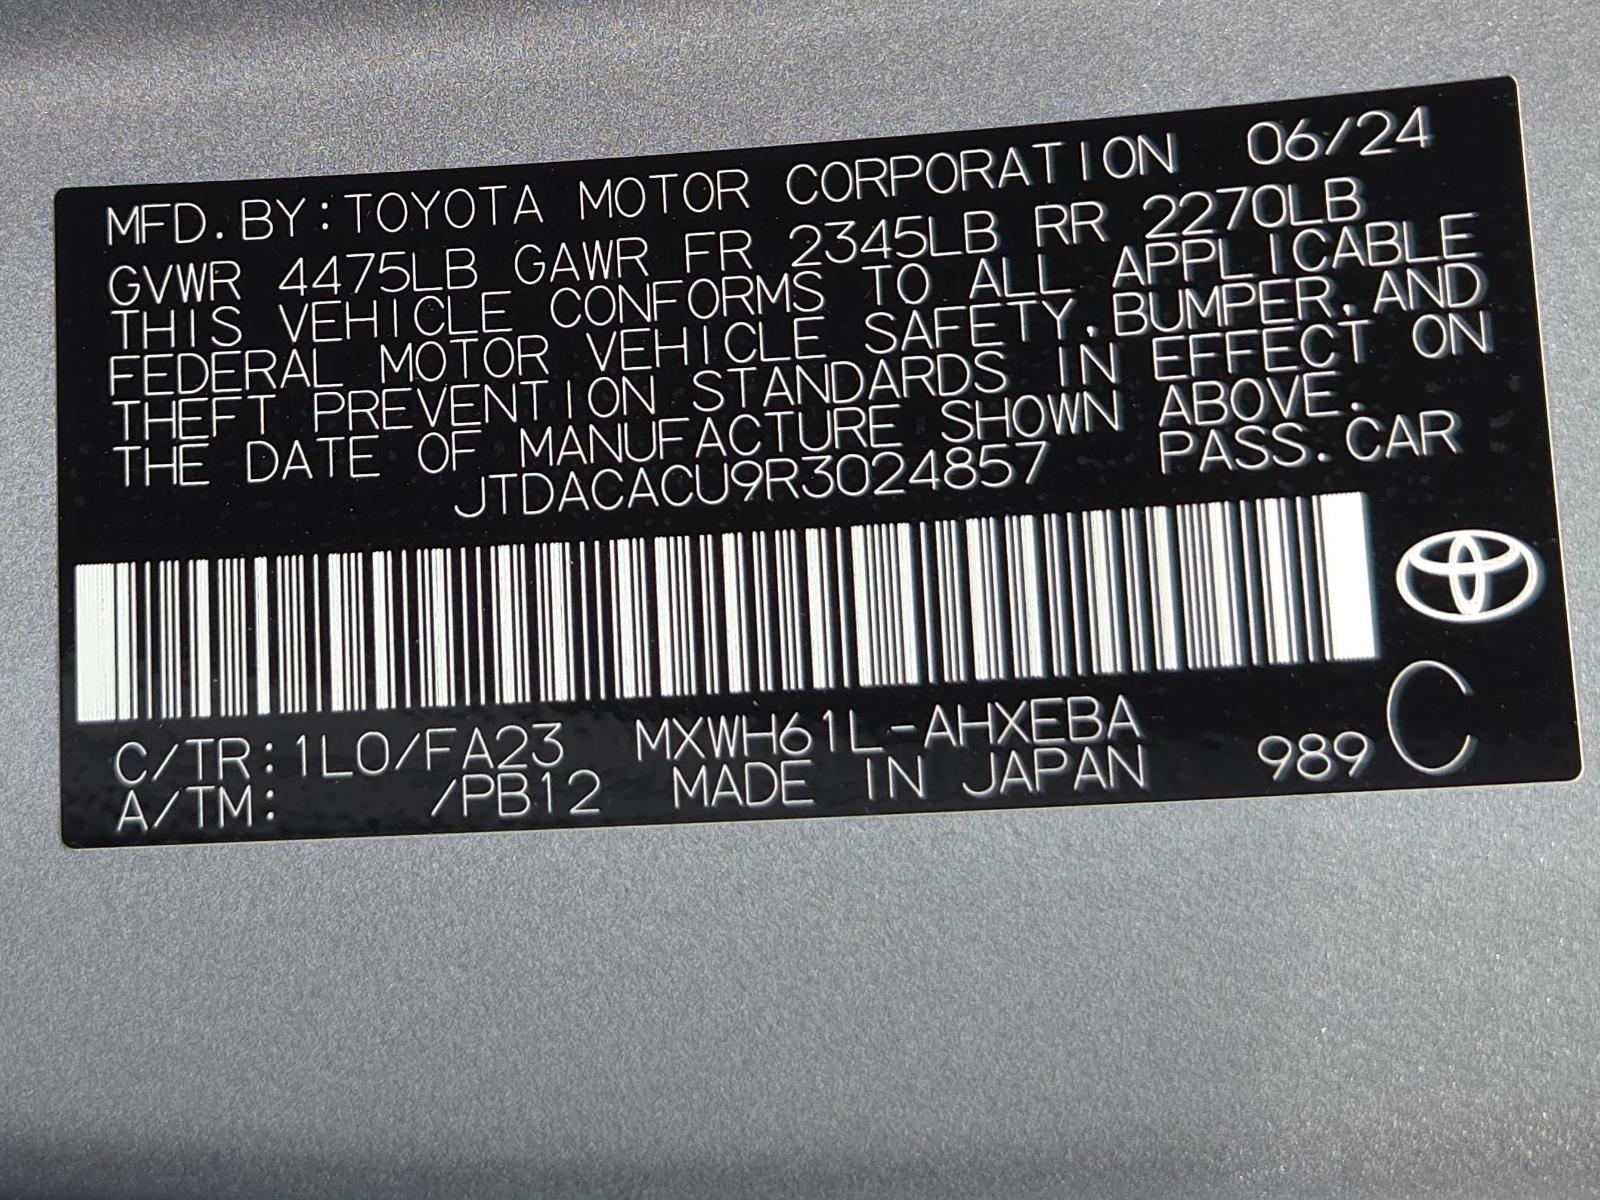 MFD. BY: TOYOTA MOTOR CORPORATION 06/24
GVWR 4475LB GAWR FR 2345LB RR 2270LB
THIS VEHICLE CONFORMS TO ALL APPLICABLE
FEDERAL MOTOR VEHICLE SAFETY, BUMPER, AND
THEFT PREVENTION STANDARDS IN EFFECT ON
THE DATE OF MANUFACTURE SHOWN ABOVE.
JTDACACU9R3024857 PASS. CAR
C/TR: 1L0/FA23 MXWH61L-AHXEBA
A/TM: /PB12 MADE IN JAPAN 989 C